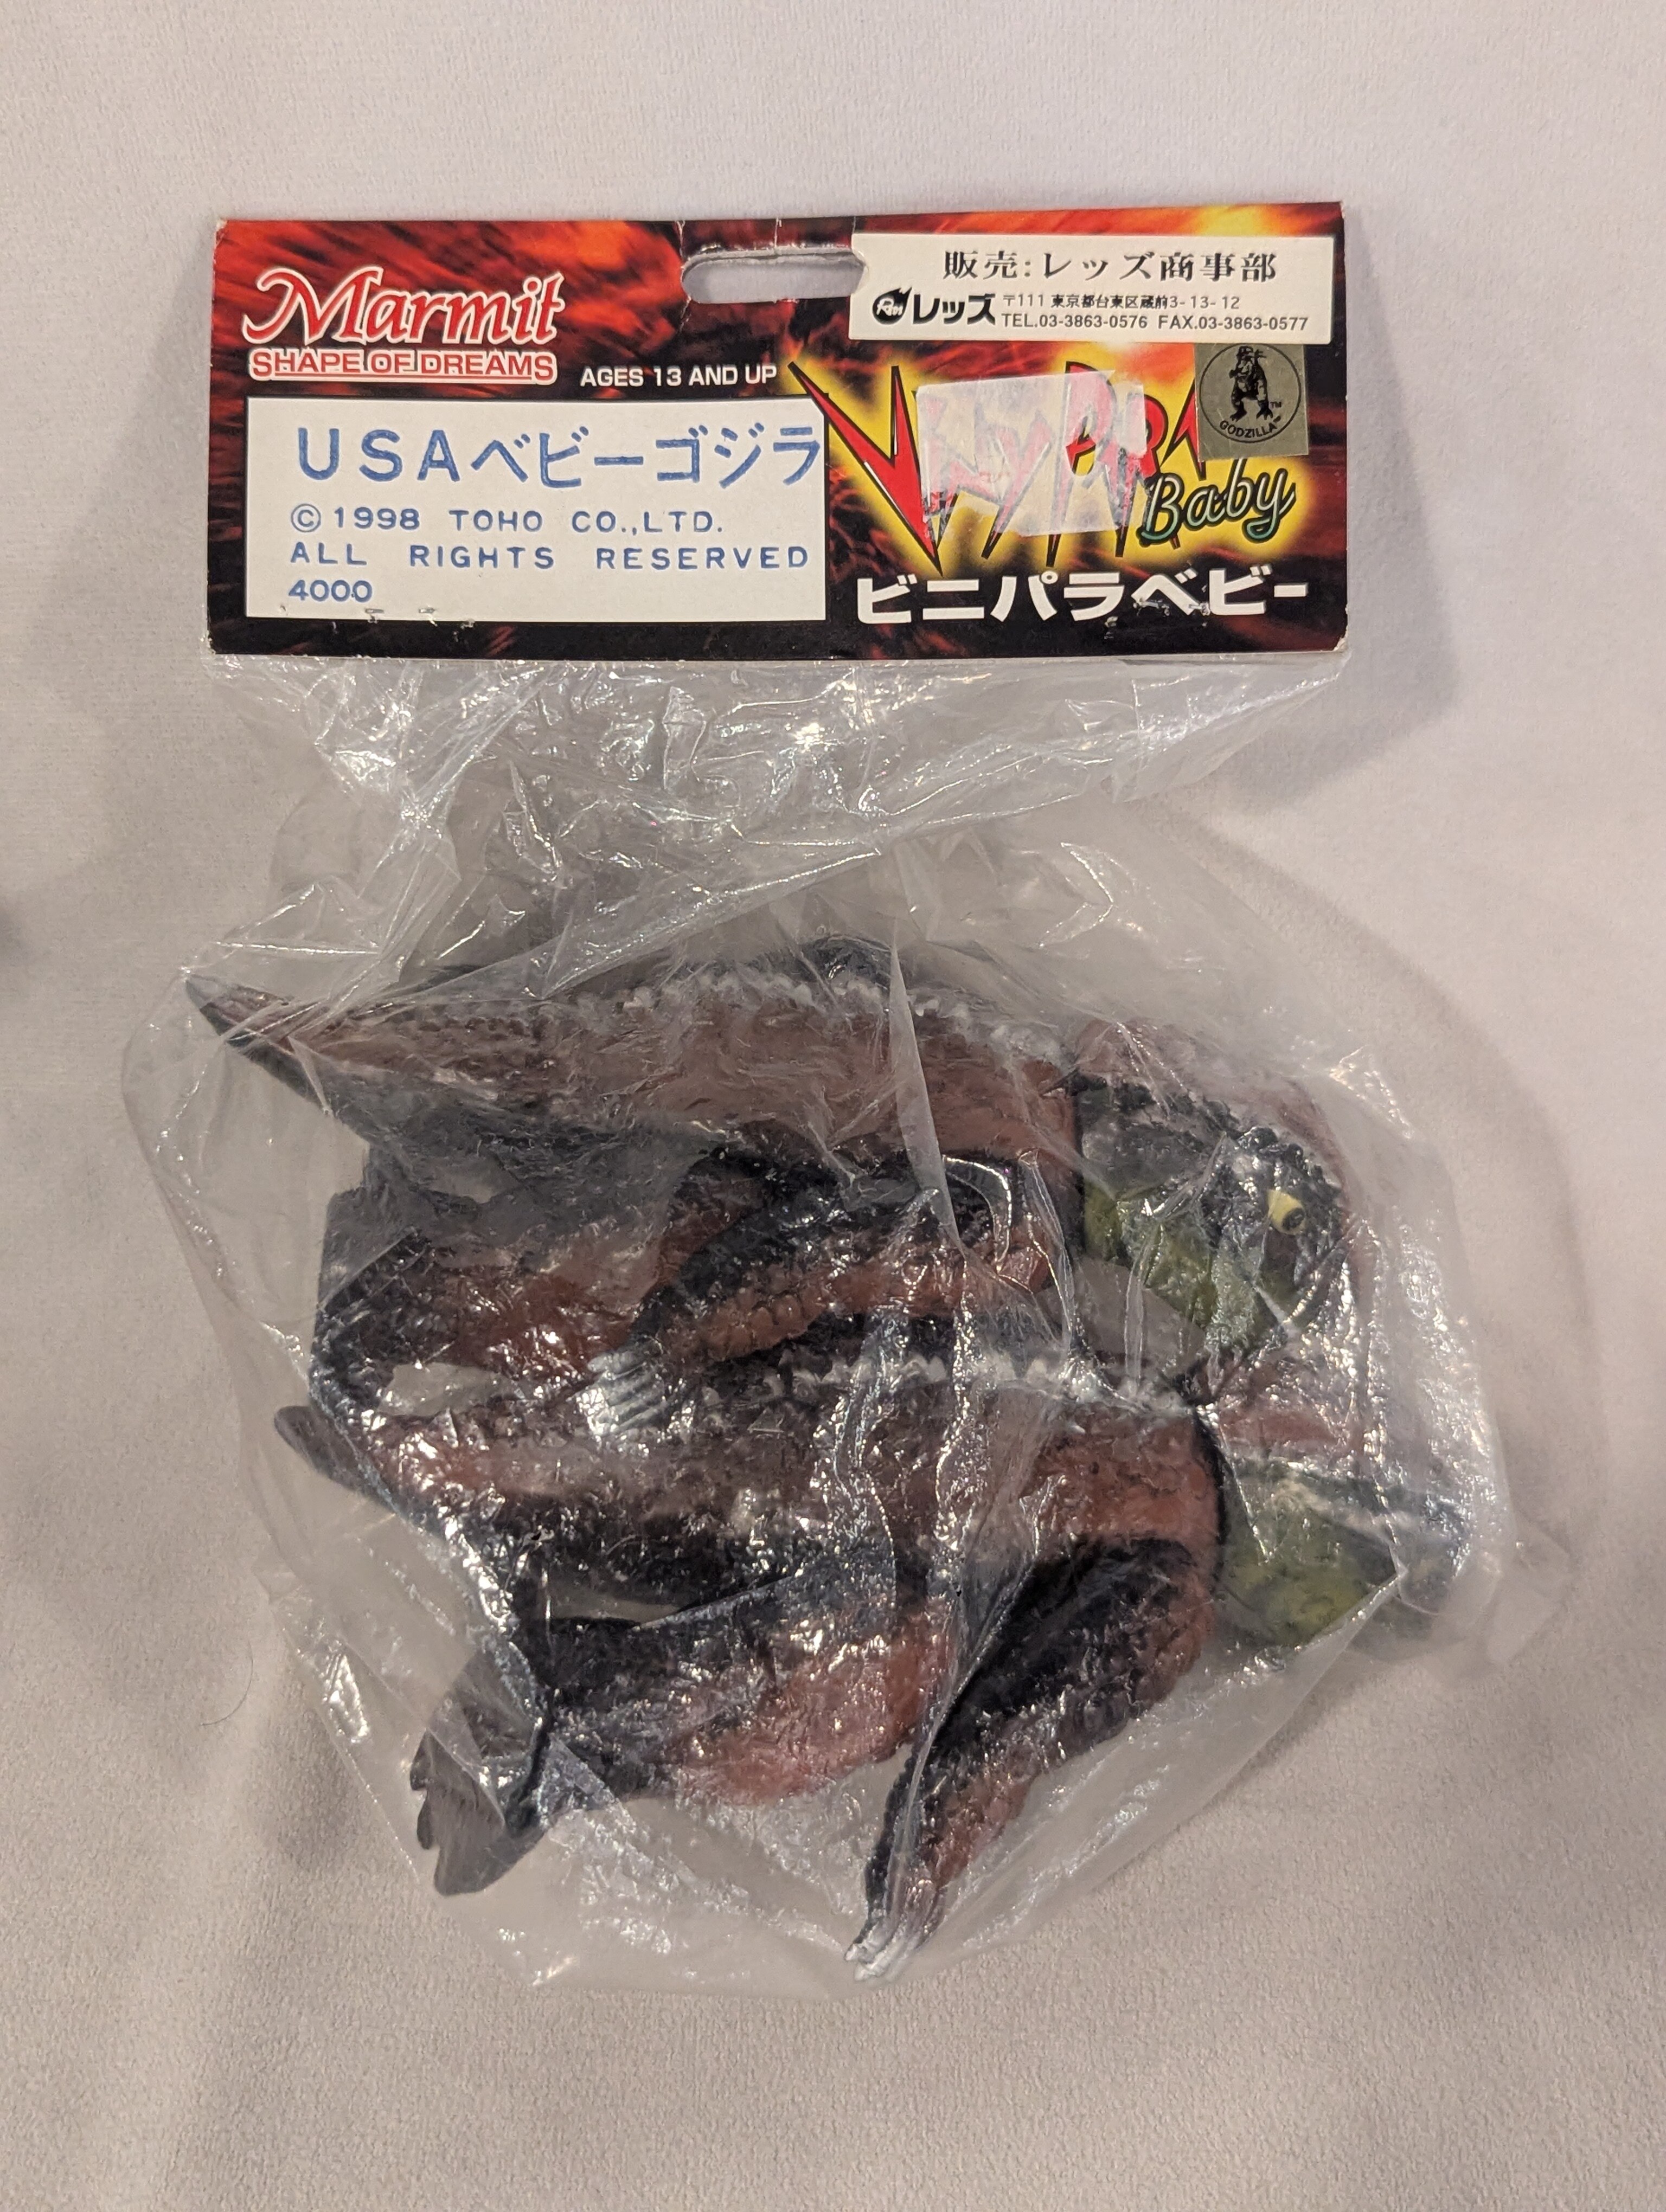 Marmit
SHAPE OF DREAMS
AGES 13 AND UP
販売:レッズ商事部
レッズ 〒111 東京都台東区蔵前3-13-12
TEL.03-3863-0576 FAX.03-3863-0577
GODZILLA™
USAベビーゴジラ
©1998 TOHO CO.,LTD.
ALL RIGHTS RESERVED
4000
Baby
ビニパラベビー